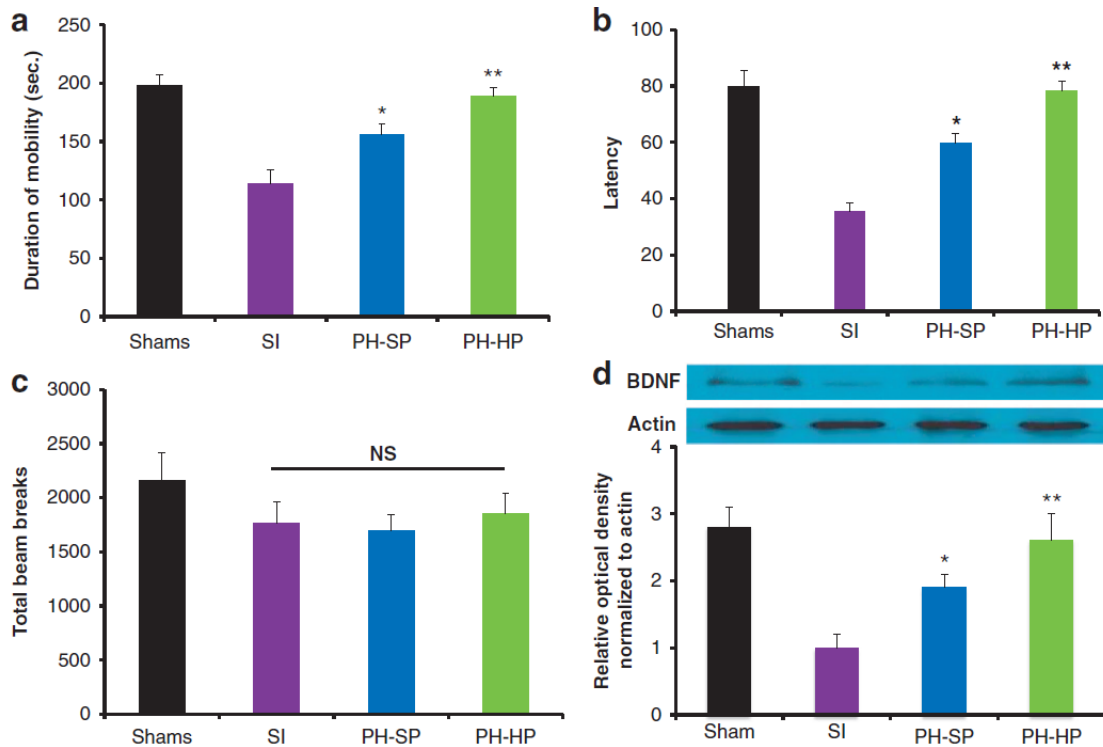 a
Duration of mobility (sec.)
250
200
150
100
50
0
*
**
Shams SI PH-SP PH-HP
b
Latency
100
80
60
40
20
0
*
**
Shams SI PH-SP PH-HP
c
Total beam breaks
3000
2500
2000
1500
1000
500
0
NS
Shams SI PH-SP PH-HP
d
BDNF
Actin
Relative optical density
normalized to actin
4
3
2
1
0
*
**
Sham SI PH-SP PH-HP